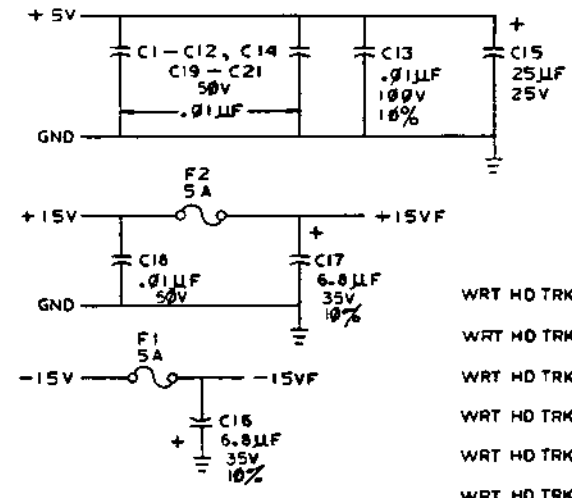 +5V
C1-C12, C14
C19-C21
50V
.01µF
C13
.01µF
100V
10%
+
C15
25µF
25V
GND
F2
5A
+15V
+15VF
C18
.01µF
50V
+
C17
6.8µF
35V
10%
GND
F1
5A
-15V
-15VF
C16
+
6.8µF
35V
10%
WRT HD TRK
WRT HD TRK
WRT HD TRK
WRT HD TRK
WRT HD TRK
WRT HD TRK